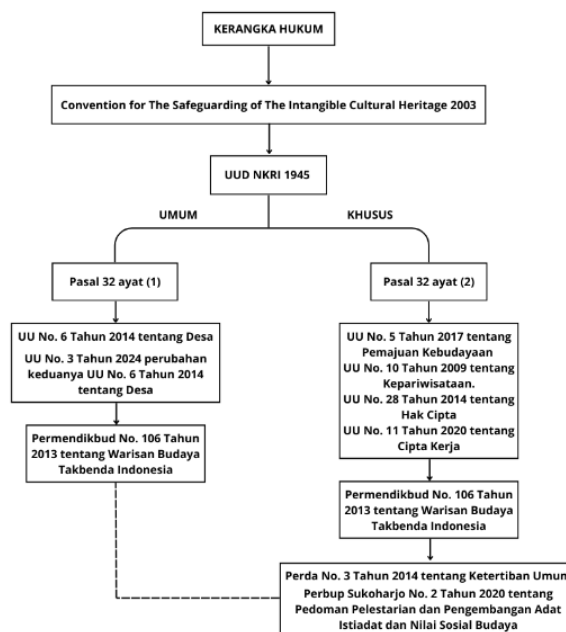 KERANGKA HUKUM
Convention for The Safeguarding of The Intangible Cultural Heritage 2003
UUD NKRI 1945
UMUM
KHUSUS
Pasal 32 ayat (1)
Pasal 32 ayat (2)
UU No. 6 Tahun 2014 tentang Desa
UU No. 3 Tahun 2024 perubahan
keduanya UU No. 6 Tahun 2014
tentang Desa
UU No. 5 Tahun 2017 tentang
Pemajuan Kebudayaan
UU No. 10 Tahun 2009 tentang
Kepariwisataan.
UU No. 28 Tahun 2014 tentang
Hak Cipta
UU No. 11 Tahun 2020 tentang
Cipta Kerja
Permendikbud No. 106 Tahun
2013 tentang Warisan Budaya
Takbenda Indonesia
Permendikbud No. 106 Tahun
2013 tentang Warisan Budaya
Takbenda Indonesia
Perda No. 3 Tahun 2014 tentang Ketertiban Umum
Perbup Sukoharjo No. 2 Tahun 2020 tentang
Pedoman Pelestarian dan Pengembangan Adat
Istiadat dan Nilai Sosial Budaya